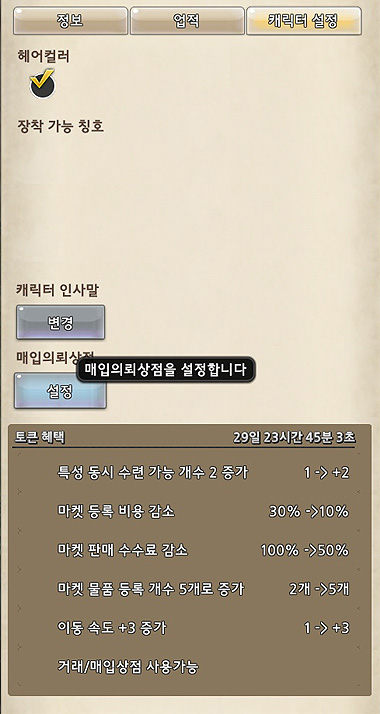 정보 업적 캐릭터 설정
헤어컬러
장착 가능 칭호
캐릭터 인사말
변경
매입의뢰상점
매입의뢰상점을 설정합니다
설정
토큰 혜택 29일 23시간 45분 3초
특성 동시 수련 가능 개수 2 증가 1 -> +2
마켓 등록 비용 감소 30% ->10%
마켓 판매 수수료 감소 100% ->50%
마켓 물품 등록 개수 5개로 증가 2개 ->5개
이동 속도 +3 증가 1 -> +3
거래/매입상점 사용가능